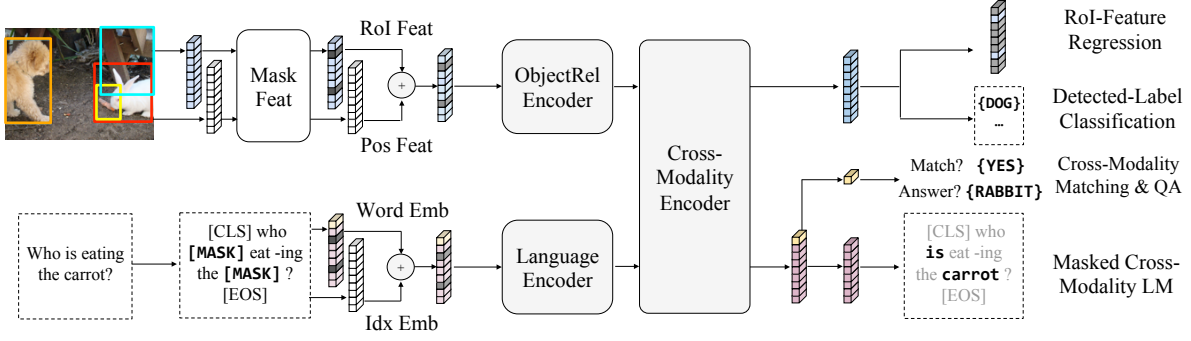 RoI Feat
Mask
Feat
+
Pos Feat
ObjectRel
Encoder
RoI-Feature
Regression
{DOG}
...
Detected-Label
Classification
Cross-
Modality
Encoder
Match? {YES}
Answer? {RABBIT}
Cross-Modality
Matching & QA
Who is eating
the carrot?
[CLS] who
[MASK] eat -ing
the [MASK] ?
[EOS]
Word Emb
+
Idx Emb
Language
Encoder
[CLS] who
is eat -ing
the carrot ?
[EOS]
Masked Cross-
Modality LM